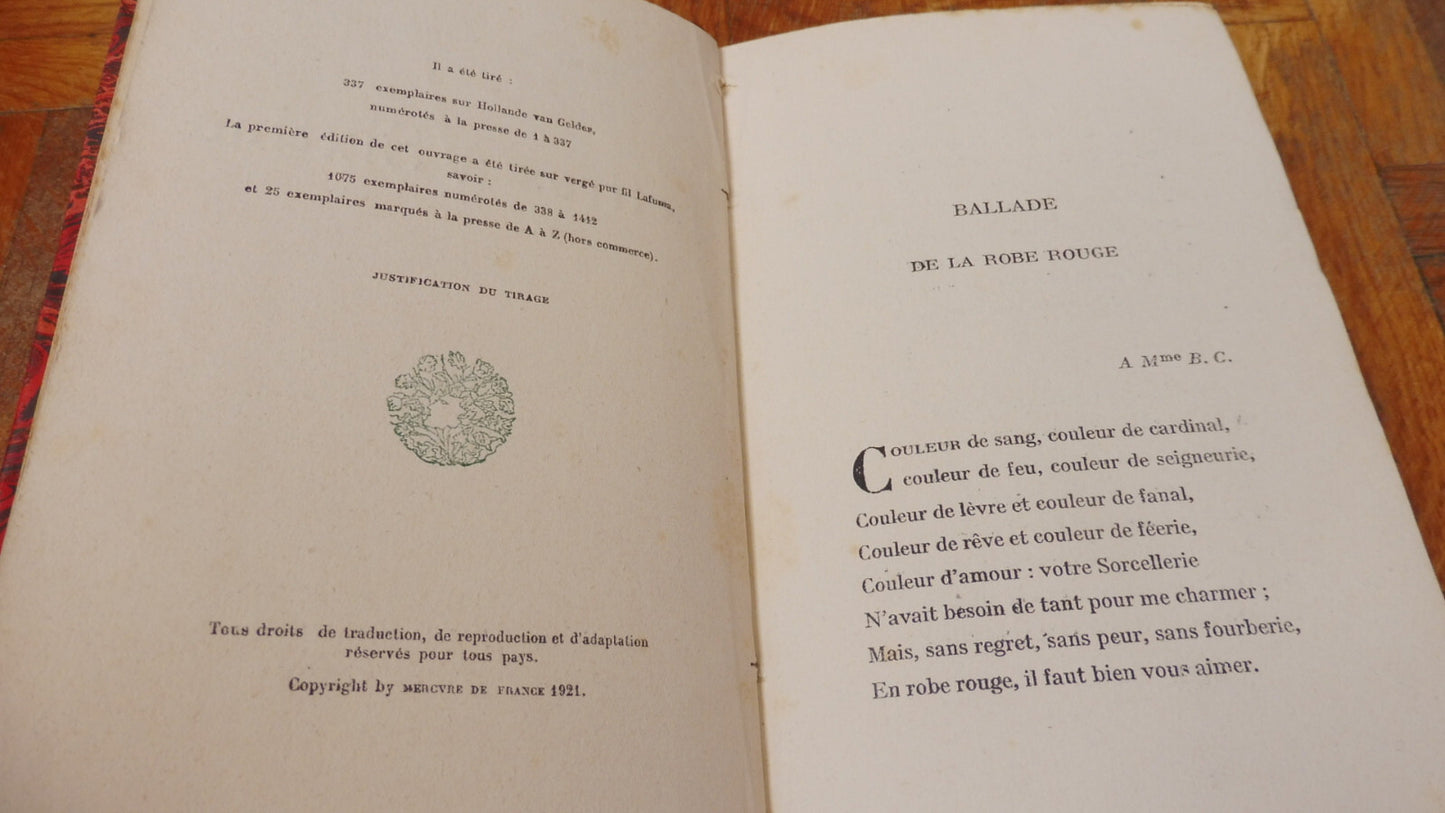 Il a été tiré :
337 exemplaires sur Hollande van Gelder,
numérotés à la presse de 1 à 337
La première édition de cet ouvrage a été tirée sur vergé pur fil Lafuma,
savoir :
1075 exemplaires numérotés de 338 à 1412
et 25 exemplaires marqués à la presse de A à Z (hors commerce).
JUSTIFICATION DU TIRAGE
Tous droits de traduction, de reproduction et d'adaptation
réservés pour tous pays.
Copyright by MERCVRE DE FRANCE 1921.
BALLADE
DE LA ROBE ROUGE
A Mme B. C.
COULEUR de sang, couleur de cardinal,
couleur de feu, couleur de seigneurie,
Couleur de lèvre et couleur de fanal,
Couleur de rêve et couleur de féerie,
Couleur d'amour : votre Sorcellerie
N'avait besoin de tant pour me charmer ;
Mais, sans regret, sans peur, sans fourberie,
En robe rouge, il faut bien vous aimer.